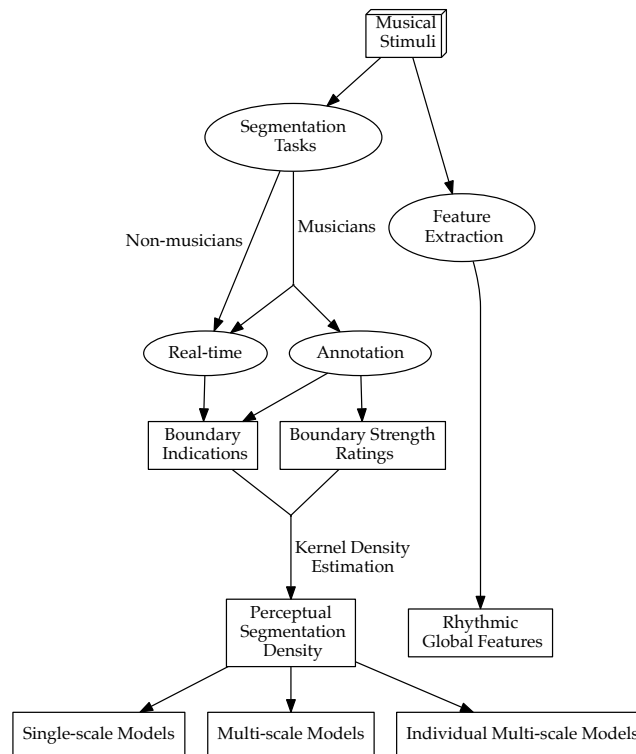 Musical
Stimuli
Segmentation
Tasks
Feature
Extraction
Non-musicians
Musicians
Real-time
Annotation
Boundary
Indications
Boundary Strength
Ratings
Kernel Density
Estimation
Perceptual
Segmentation
Density
Rhythmic
Global Features
Single-scale Models
Multi-scale Models
Individual Multi-scale Models